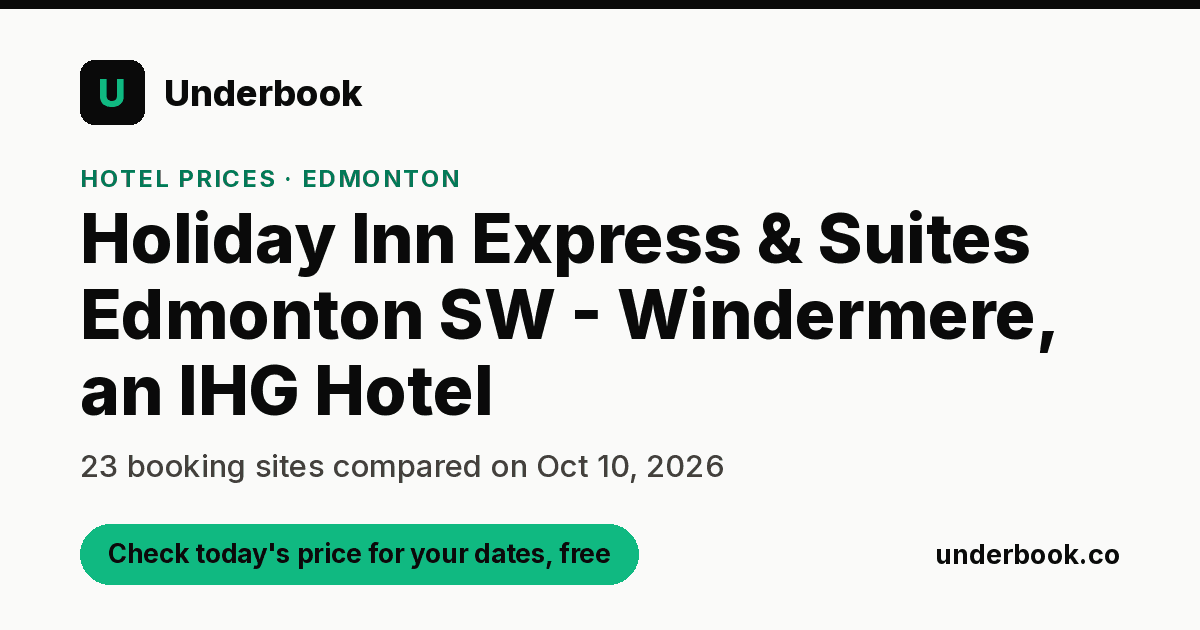 U
Underbook
HOTEL PRICES · EDMONTON
Holiday Inn Express & Suites
Edmonton SW - Windermere,
an IHG Hotel
23 booking sites compared on Oct 10, 2026
Check today's price for your dates, free
underbook.co